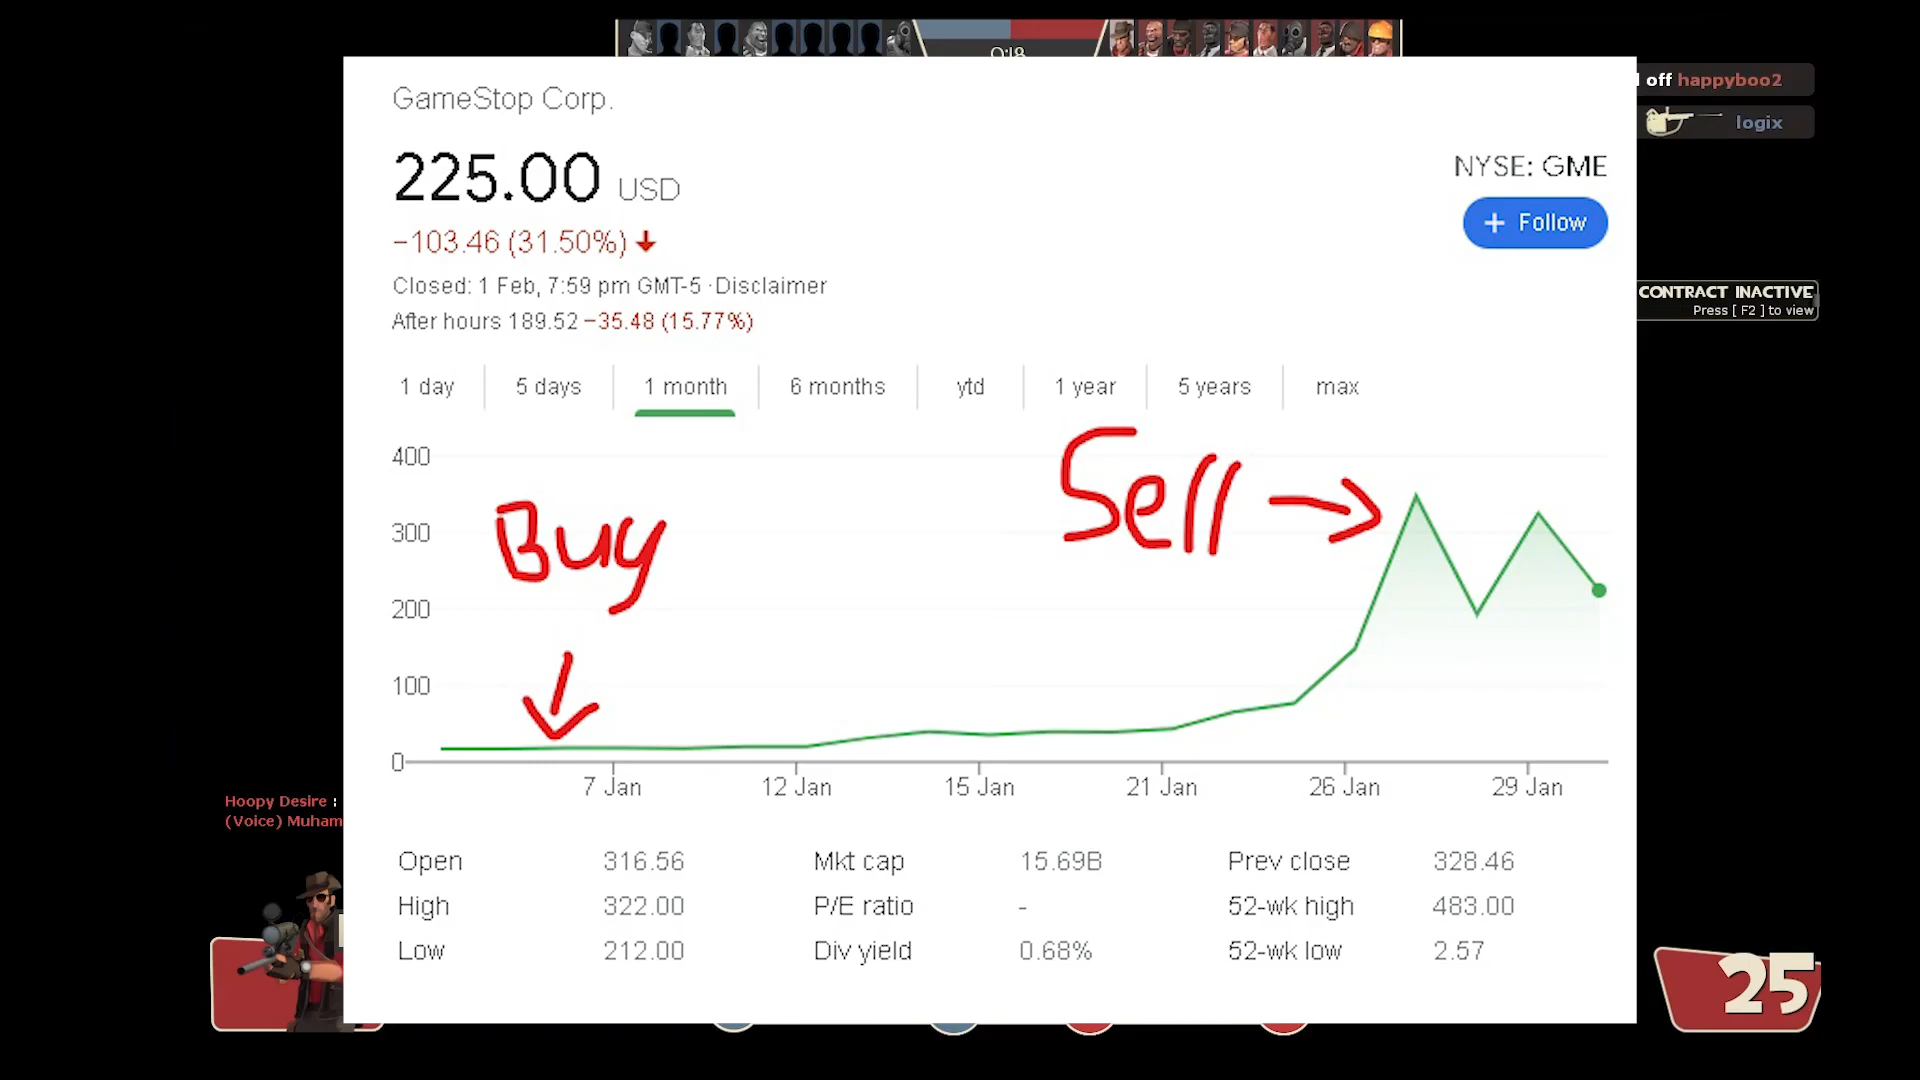 0:18
l off happyboo2
logix
GameStop Corp.
225.00 USD
NYSE: GME
−103.46 (31.50%)
+ Follow
Closed: 1 Feb, 7:59 pm GMT-5 · Disclaimer
After hours 189.52 −35.48 (15.77%)
CONTRACT INACTIVE
Press [ F2 ] to view
1 day 5 days 1 month 6 months ytd 1 year 5 years max
Sell
Buy
400
300
200
100
0
7 Jan 12 Jan 15 Jan 21 Jan 26 Jan 29 Jan
Hoopy Desire :
(Voice) Muham
Open 316.56 Mkt cap 15.69B Prev close 328.46
High 322.00 P/E ratio - 52-wk high 483.00
Low 212.00 Div yield 0.68% 52-wk low 2.57
25